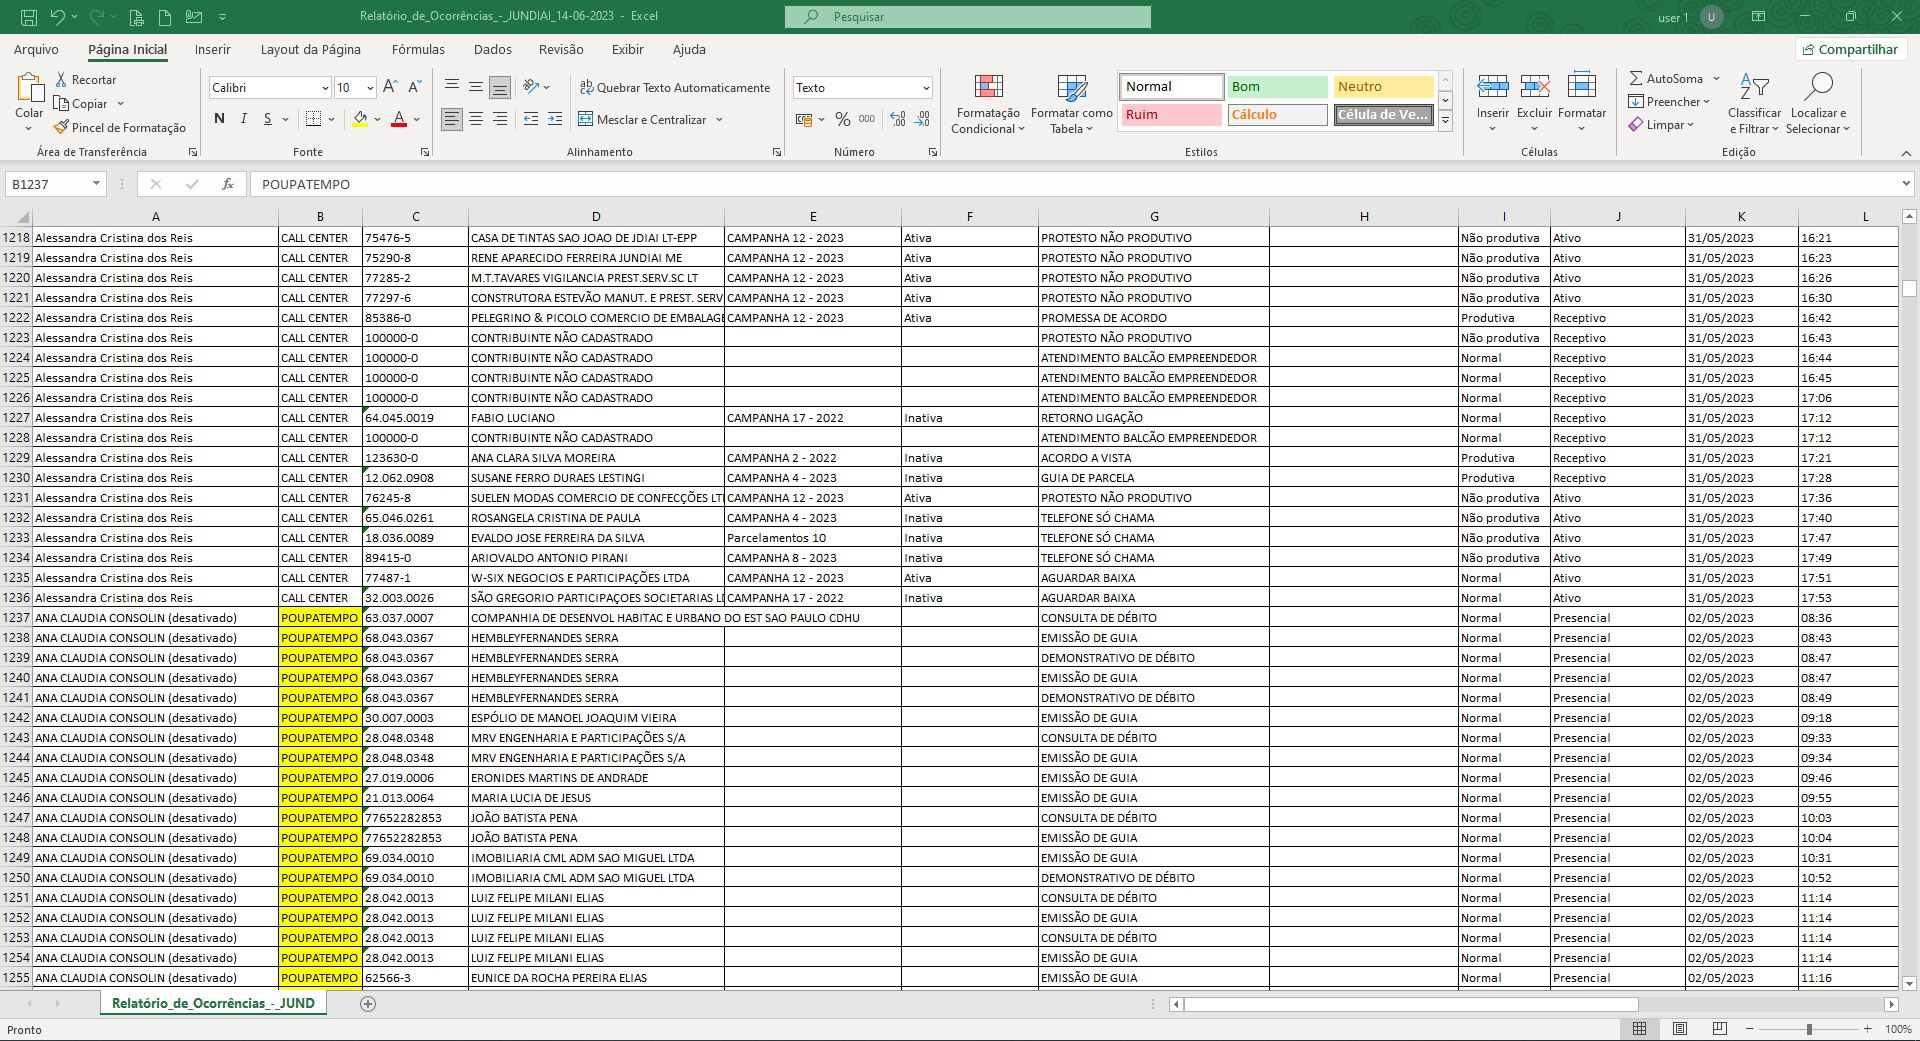 Relatório_de_Ocorrências_-_JUNDIAI_14-06-2023 - Excel
Pesquisar
user 1
U
Arquivo Página Inicial Inserir Layout da Página Fórmulas Dados Revisão Exibir Ajuda
Compartilhar
Colar
Recortar
Copiar
Pincel de Formatação
Área de Transferência
Calibri 10
N I S
Fonte
Quebrar Texto Automaticamente
Mesclar e Centralizar
Alinhamento
Texto
% 000
Número
Formatação Condicional
Formatar como Tabela
Normal Bom Neutro
Ruim Cálculo Célula de Ve...
Estilos
Inserir Excluir Formatar
Células
AutoSoma
Preencher
Limpar
Classificar e Filtrar
Localizar e Selecionar
Edição
B1237 fx POUPATEMPO
A B C D E F G H I J K L
1218 Alessandra Cristina dos Reis CALL CENTER 75476-5 CASA DE TINTAS SAO JOAO DE JDIAI LT-EPP CAMPANHA 12 - 2023 Ativa PROTESTO NÃO PRODUTIVO Não produtiva Ativo 31/05/2023 16:21
1219 Alessandra Cristina dos Reis CALL CENTER 75290-8 RENE APARECIDO FERREIRA JUNDIAI ME CAMPANHA 12 - 2023 Ativa PROTESTO NÃO PRODUTIVO Não produtiva Ativo 31/05/2023 16:23
1220 Alessandra Cristina dos Reis CALL CENTER 77285-2 M.T.TAVARES VIGILANCIA PREST.SERV.SC LT CAMPANHA 12 - 2023 Ativa PROTESTO NÃO PRODUTIVO Não produtiva Ativo 31/05/2023 16:26
1221 Alessandra Cristina dos Reis CALL CENTER 77297-6 CONSTRUTORA ESTEVÃO MANUT. E PREST. SERV CAMPANHA 12 - 2023 Ativa PROTESTO NÃO PRODUTIVO Não produtiva Ativo 31/05/2023 16:30
1222 Alessandra Cristina dos Reis CALL CENTER 85386-0 PELEGRINO & PICOLO COMERCIO DE EMBALAGE CAMPANHA 12 - 2023 Ativa PROMESSA DE ACORDO Produtiva Receptivo 31/05/2023 16:42
1223 Alessandra Cristina dos Reis CALL CENTER 100000-0 CONTRIBUINTE NÃO CADASTRADO PROTESTO NÃO PRODUTIVO Não produtiva Receptivo 31/05/2023 16:43
1224 Alessandra Cristina dos Reis CALL CENTER 100000-0 CONTRIBUINTE NÃO CADASTRADO ATENDIMENTO BALCÃO EMPREENDEDOR Normal Receptivo 31/05/2023 16:44
1225 Alessandra Cristina dos Reis CALL CENTER 100000-0 CONTRIBUINTE NÃO CADASTRADO ATENDIMENTO BALCÃO EMPREENDEDOR Normal Receptivo 31/05/2023 16:45
1226 Alessandra Cristina dos Reis CALL CENTER 100000-0 CONTRIBUINTE NÃO CADASTRADO ATENDIMENTO BALCÃO EMPREENDEDOR Normal Receptivo 31/05/2023 17:06
1227 Alessandra Cristina dos Reis CALL CENTER 64.045.0019 FABIO LUCIANO CAMPANHA 17 - 2022 Inativa RETORNO LIGAÇÃO Normal Receptivo 31/05/2023 17:12
1228 Alessandra Cristina dos Reis CALL CENTER 100000-0 CONTRIBUINTE NÃO CADASTRADO ATENDIMENTO BALCÃO EMPREENDEDOR Normal Receptivo 31/05/2023 17:12
1229 Alessandra Cristina dos Reis CALL CENTER 123630-0 ANA CLARA SILVA MOREIRA CAMPANHA 2 - 2022 Inativa ACORDO A VISTA Produtiva Receptivo 31/05/2023 17:21
1230 Alessandra Cristina dos Reis CALL CENTER 12.062.0908 SUSANE FERRO DURAES LESTINGI CAMPANHA 4 - 2023 Inativa GUIA DE PARCELA Produtiva Receptivo 31/05/2023 17:28
1231 Alessandra Cristina dos Reis CALL CENTER 76245-8 SUELEN MODAS COMERCIO DE CONFECÇÕES LTI CAMPANHA 12 - 2023 Ativa PROTESTO NÃO PRODUTIVO Não produtiva Ativo 31/05/2023 17:36
1232 Alessandra Cristina dos Reis CALL CENTER 65.046.0261 ROSANGELA CRISTINA DE PAULA CAMPANHA 4 - 2023 Inativa TELEFONE SÓ CHAMA Não produtiva Ativo 31/05/2023 17:40
1233 Alessandra Cristina dos Reis CALL CENTER 18.036.0089 EVALDO JOSE FERREIRA DA SILVA Parcelamentos 10 Inativa TELEFONE SÓ CHAMA Não produtiva Ativo 31/05/2023 17:47
1234 Alessandra Cristina dos Reis CALL CENTER 89415-0 ARIOVALDO ANTONIO PIRANI CAMPANHA 8 - 2023 Inativa TELEFONE SÓ CHAMA Não produtiva Ativo 31/05/2023 17:49
1235 Alessandra Cristina dos Reis CALL CENTER 77487-1 W-SIX NEGOCIOS E PARTICIPAÇÕES LTDA CAMPANHA 12 - 2023 Ativa AGUARDAR BAIXA Normal Ativo 31/05/2023 17:51
1236 Alessandra Cristina dos Reis CALL CENTER 32.003.0026 SÃO GREGORIO PARTICIPAÇOES SOCIETARIAS LI CAMPANHA 17 - 2022 Inativa AGUARDAR BAIXA Normal Ativo 31/05/2023 17:53
1237 ANA CLAUDIA CONSOLIN (desativado) POUPATEMPO 63.037.0007 COMPANHIA DE DESENVOL HABITAC E URBANO DO EST SAO PAULO CDHU CONSULTA DE DÉBITO Normal Presencial 02/05/2023 08:36
1238 ANA CLAUDIA CONSOLIN (desativado) POUPATEMPO 68.043.0367 HEMBLEYFERNANDES SERRA EMISSÃO DE GUIA Normal Presencial 02/05/2023 08:43
1239 ANA CLAUDIA CONSOLIN (desativado) POUPATEMPO 68.043.0367 HEMBLEYFERNANDES SERRA DEMONSTRATIVO DE DÉBITO Normal Presencial 02/05/2023 08:47
1240 ANA CLAUDIA CONSOLIN (desativado) POUPATEMPO 68.043.0367 HEMBLEYFERNANDES SERRA EMISSÃO DE GUIA Normal Presencial 02/05/2023 08:47
1241 ANA CLAUDIA CONSOLIN (desativado) POUPATEMPO 68.043.0367 HEMBLEYFERNANDES SERRA DEMONSTRATIVO DE DÉBITO Normal Presencial 02/05/2023 08:49
1242 ANA CLAUDIA CONSOLIN (desativado) POUPATEMPO 30.007.0003 ESPÓLIO DE MANOEL JOAQUIM VIEIRA EMISSÃO DE GUIA Normal Presencial 02/05/2023 09:18
1243 ANA CLAUDIA CONSOLIN (desativado) POUPATEMPO 28.048.0348 MRV ENGENHARIA E PARTICIPAÇÕES S/A CONSULTA DE DÉBITO Normal Presencial 02/05/2023 09:33
1244 ANA CLAUDIA CONSOLIN (desativado) POUPATEMPO 28.048.0348 MRV ENGENHARIA E PARTICIPAÇÕES S/A EMISSÃO DE GUIA Normal Presencial 02/05/2023 09:34
1245 ANA CLAUDIA CONSOLIN (desativado) POUPATEMPO 27.019.0006 ERONIDES MARTINS DE ANDRADE EMISSÃO DE GUIA Normal Presencial 02/05/2023 09:46
1246 ANA CLAUDIA CONSOLIN (desativado) POUPATEMPO 21.013.0064 MARIA LUCIA DE JESUS EMISSÃO DE GUIA Normal Presencial 02/05/2023 09:55
1247 ANA CLAUDIA CONSOLIN (desativado) POUPATEMPO 77652282853 JOÃO BATISTA PENA CONSULTA DE DÉBITO Normal Presencial 02/05/2023 10:03
1248 ANA CLAUDIA CONSOLIN (desativado) POUPATEMPO 77652282853 JOÃO BATISTA PENA EMISSÃO DE GUIA Normal Presencial 02/05/2023 10:04
1249 ANA CLAUDIA CONSOLIN (desativado) POUPATEMPO 69.034.0010 IMOBILIARIA CML ADM SAO MIGUEL LTDA EMISSÃO DE GUIA Normal Presencial 02/05/2023 10:31
1250 ANA CLAUDIA CONSOLIN (desativado) POUPATEMPO 69.034.0010 IMOBILIARIA CML ADM SAO MIGUEL LTDA DEMONSTRATIVO DE DÉBITO Normal Presencial 02/05/2023 10:52
1251 ANA CLAUDIA CONSOLIN (desativado) POUPATEMPO 28.042.0013 LUIZ FELIPE MILANI ELIAS CONSULTA DE DÉBITO Normal Presencial 02/05/2023 11:14
1252 ANA CLAUDIA CONSOLIN (desativado) POUPATEMPO 28.042.0013 LUIZ FELIPE MILANI ELIAS EMISSÃO DE GUIA Normal Presencial 02/05/2023 11:14
1253 ANA CLAUDIA CONSOLIN (desativado) POUPATEMPO 28.042.0013 LUIZ FELIPE MILANI ELIAS CONSULTA DE DÉBITO Normal Presencial 02/05/2023 11:14
1254 ANA CLAUDIA CONSOLIN (desativado) POUPATEMPO 28.042.0013 LUIZ FELIPE MILANI ELIAS EMISSÃO DE GUIA Normal Presencial 02/05/2023 11:14
1255 ANA CLAUDIA CONSOLIN (desativado) POUPATEMPO 62566-3 EUNICE DA ROCHA PEREIRA ELIAS EMISSÃO DE GUIA Normal Presencial 02/05/2023 11:16
Relatório_de_Ocorrências_-_JUND
Pronto
100%